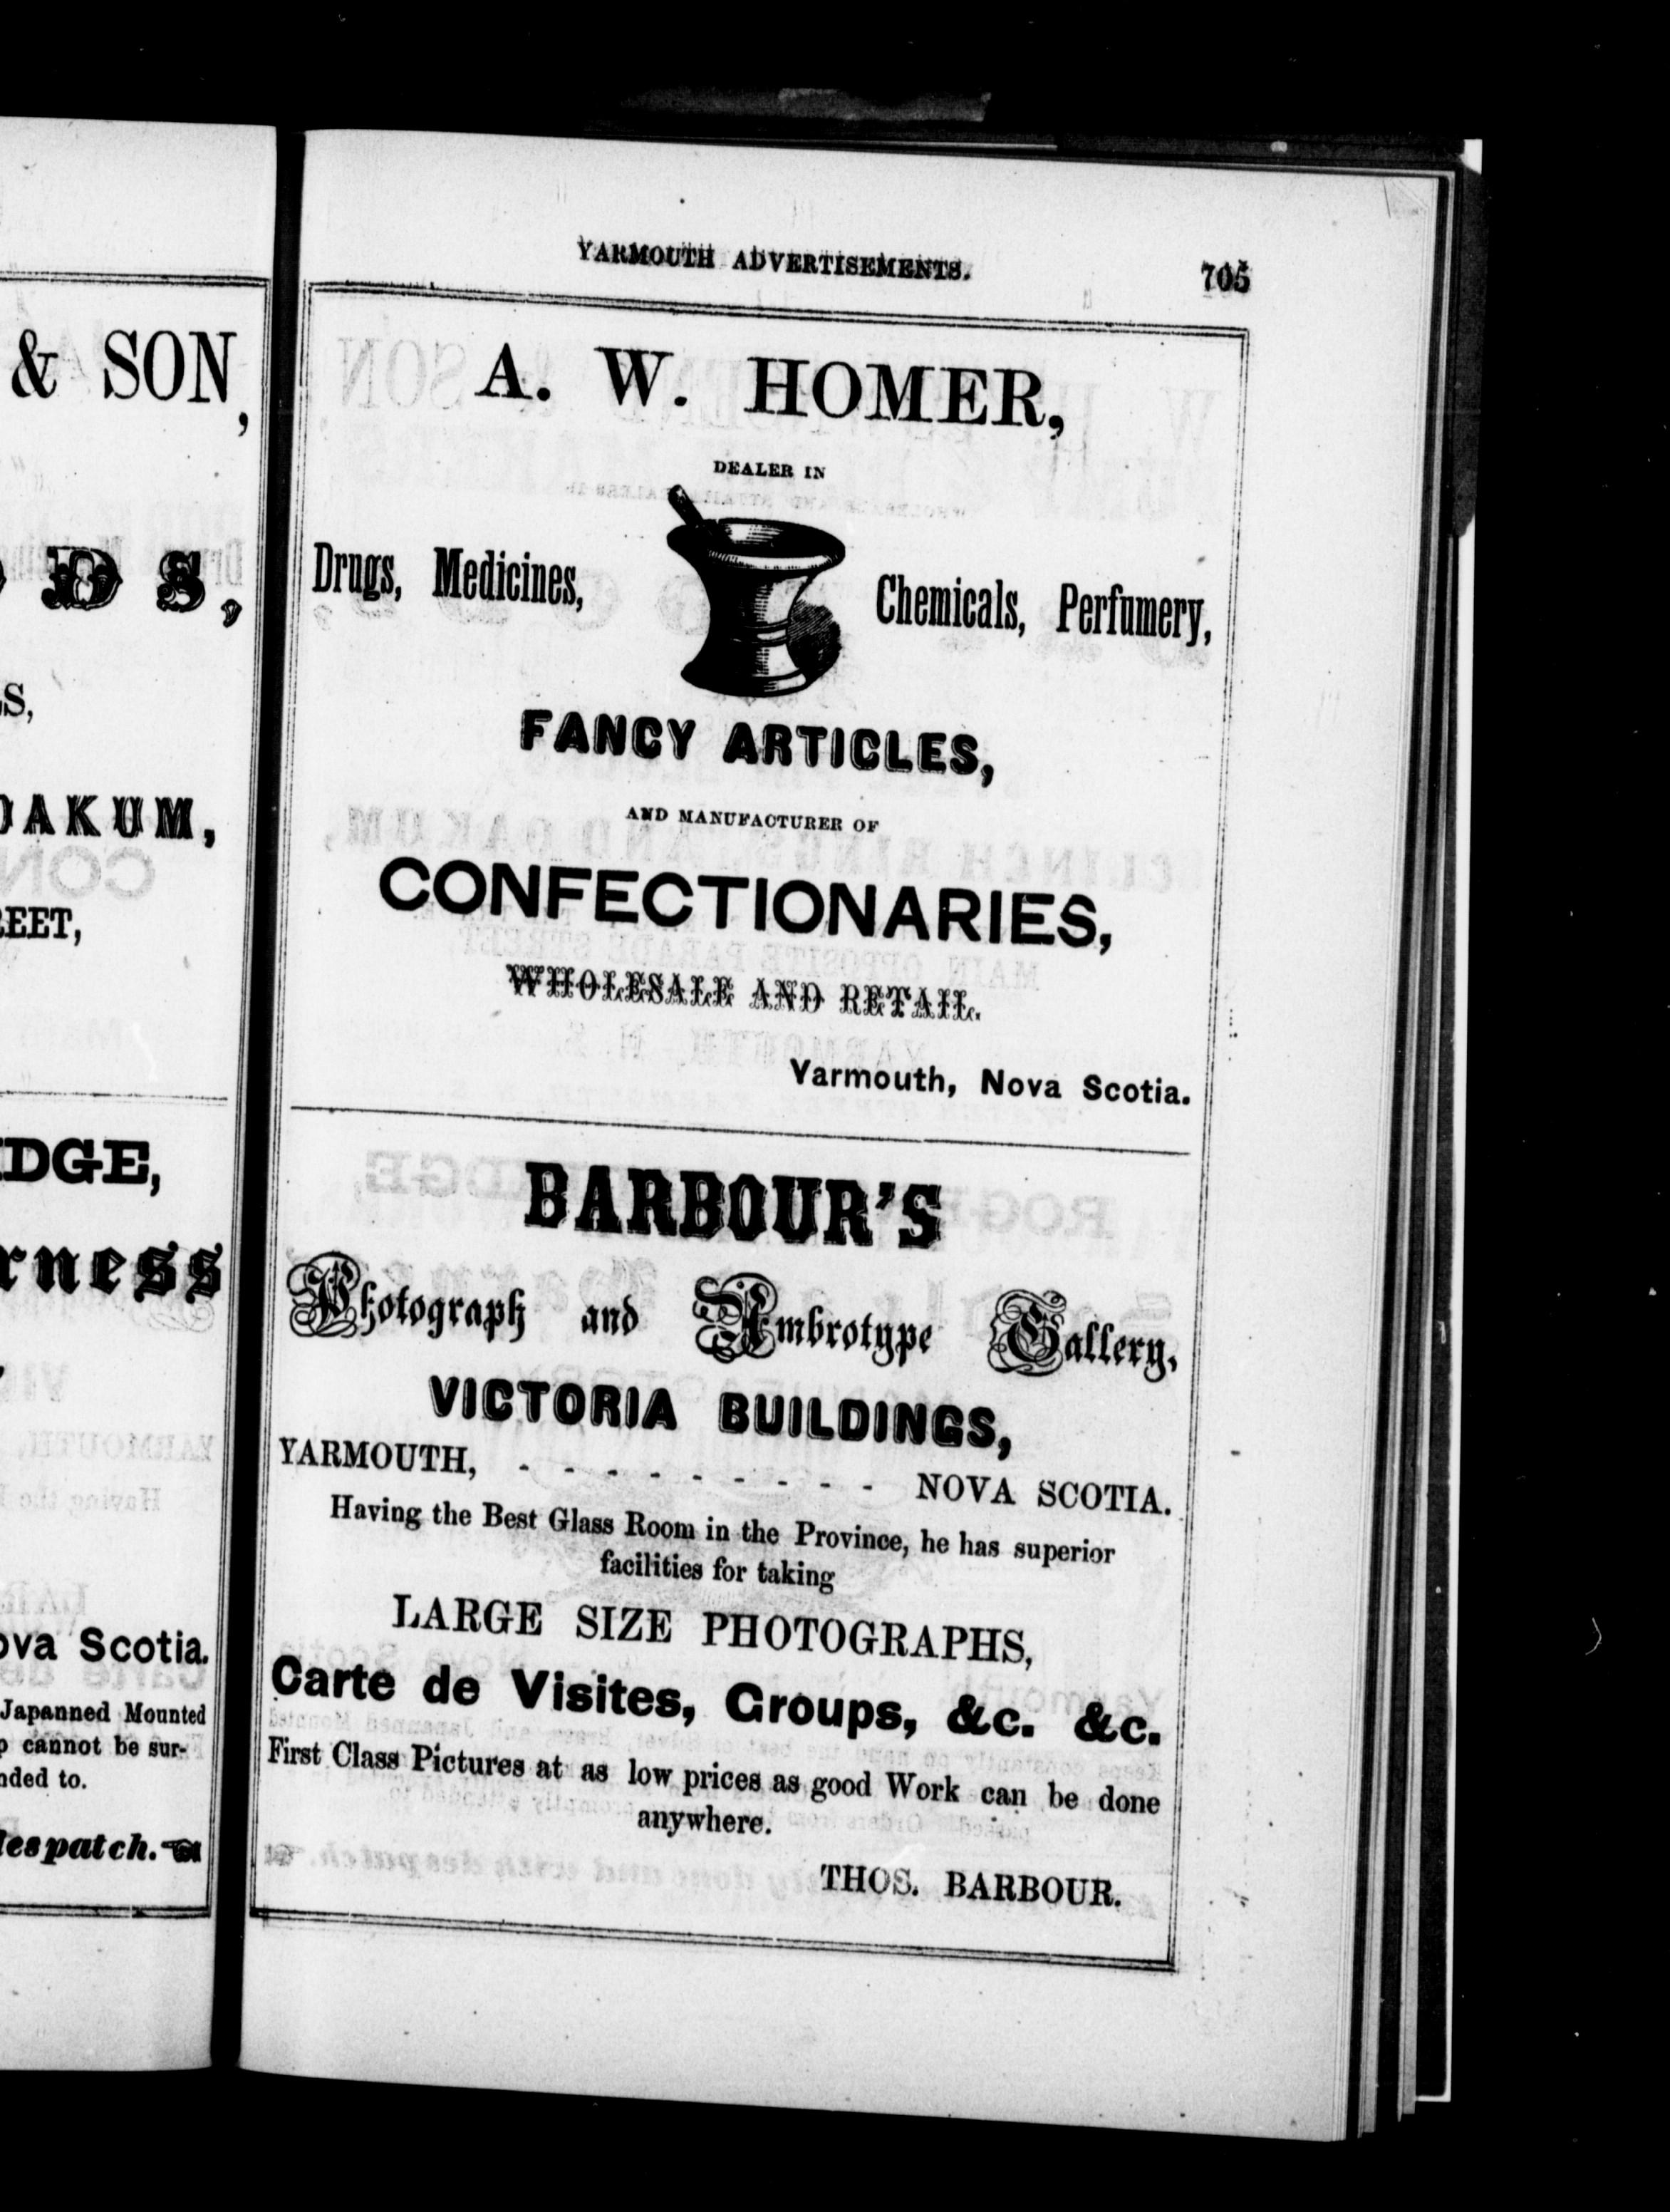 & SON,
DS,
S,
OAKUM,
EET,
DGE,
rness
ova Scotia.
Japanned Mounted
cannot be sur-
nded to.
despatch.
YARMOUTH ADVERTISEMENTS. 705
A. W. HOMER,
DEALER IN
Drugs, Medicines, Chemicals, Perfumery,
FANCY ARTICLES,
AND MANUFACTURER OF
CONFECTIONARIES,
WHOLESALE AND RETAIL.
Yarmouth, Nova Scotia.
BARBOUR'S
Photograph and Ambrotype Gallery,
VICTORIA BUILDINGS,
YARMOUTH, - - - - - - - - - NOVA SCOTIA.
Having the Best Glass Room in the Province, he has superior
facilities for taking
LARGE SIZE PHOTOGRAPHS,
Carte de Visites, Groups, &c. &c.
First Class Pictures at as low prices as good Work can be done
anywhere.
THOS. BARBOUR.